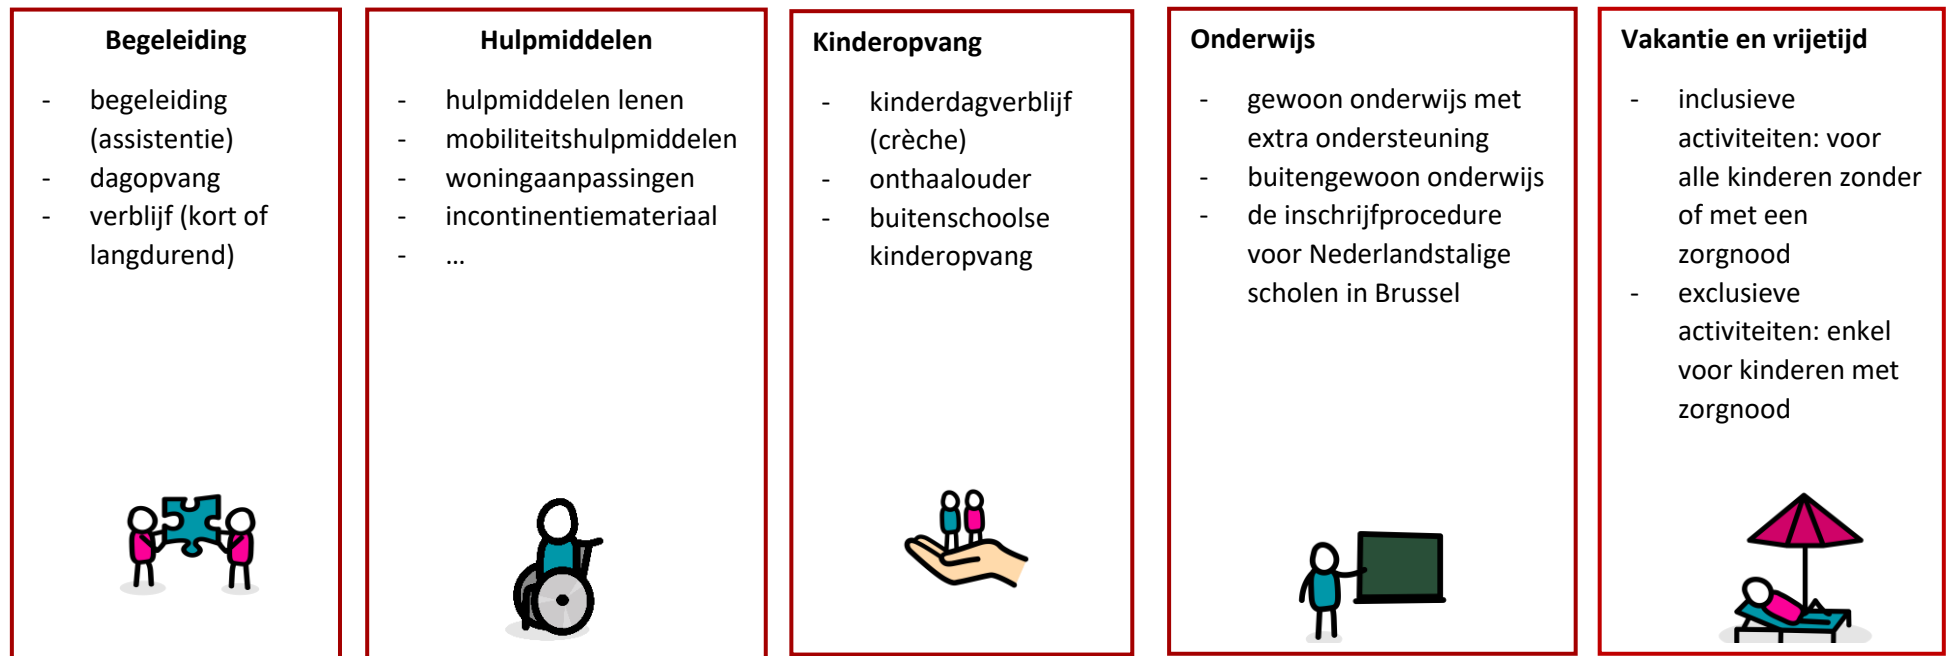 Begeleiding
- begeleiding
(assistentie)
- dagopvang
- verblijf (kort of
langdurend)
Hulpmiddelen
- hulpmiddelen lenen
- mobiliteitshulpmiddelen
- woningaanpassingen
- incontinentiemateriaal
- …
Kinderopvang
- kinderdagverblijf
(crèche)
- onthaalouder
- buitenschoolse
kinderopvang
Onderwijs
- gewoon onderwijs met
extra ondersteuning
- buitengewoon onderwijs
- de inschrijfprocedure
voor Nederlandstalige
scholen in Brussel
Vakantie en vrijetijd
- inclusieve
activiteiten: voor
alle kinderen zonder
of met een
zorgnood
- exclusieve
activiteiten: enkel
voor kinderen met
zorgnood